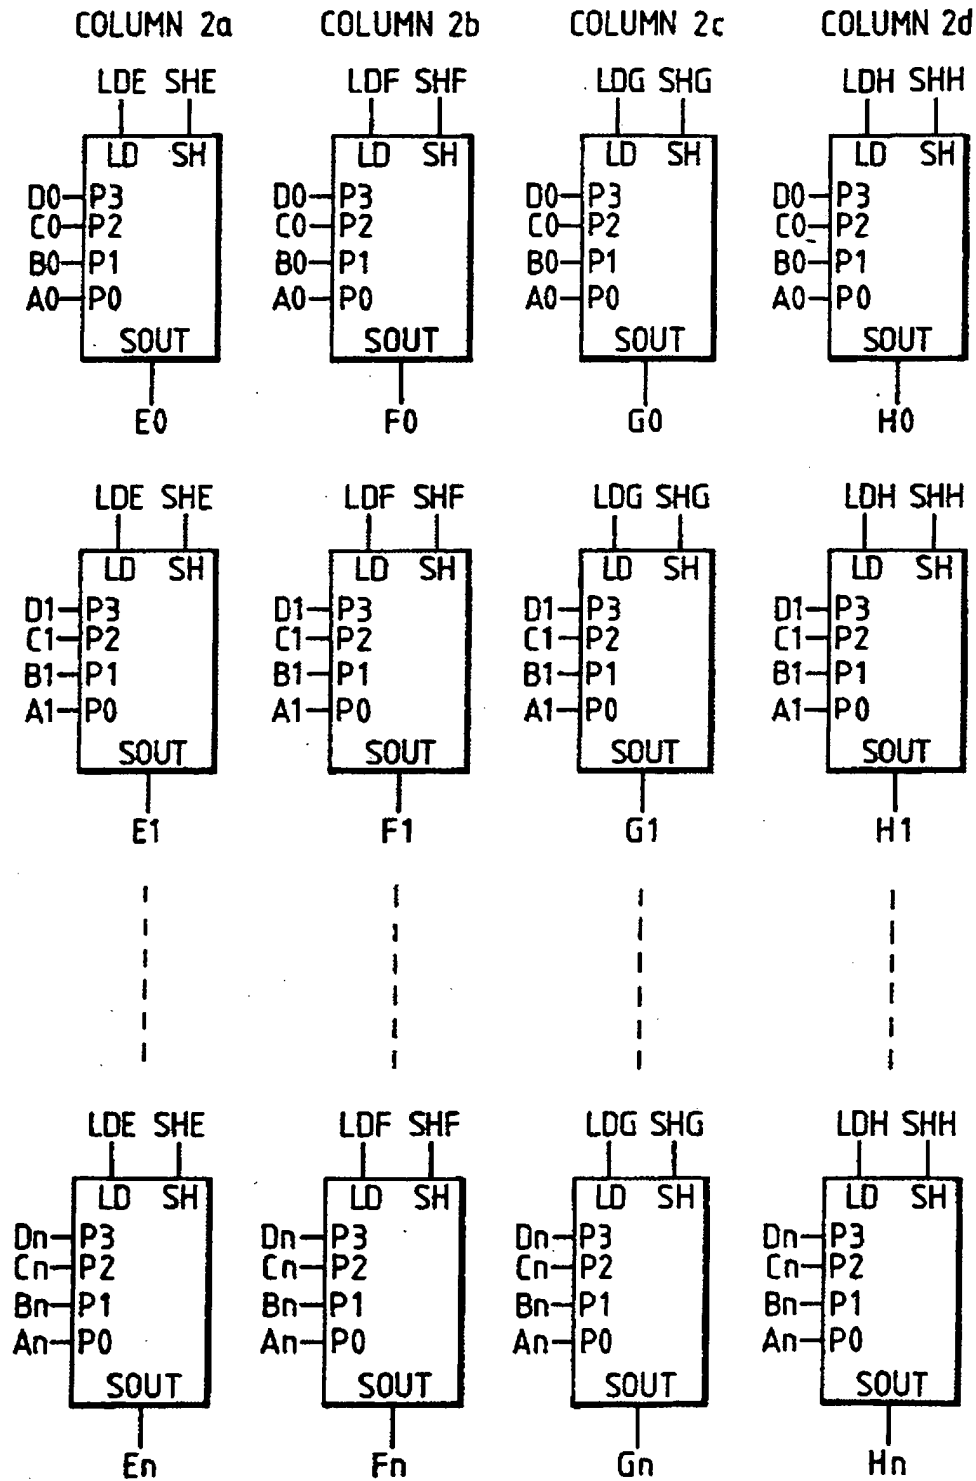 COLUMN 2a COLUMN 2b COLUMN 2c COLUMN 2d
LDE SHE LDF SHF LDG SHG LDH SHH
LD SH LD SH LD SH LD SH
D0 P3 D0 P3 D0 P3 D0 P3
C0 P2 C0 P2 C0 P2 C0 P2
B0 P1 B0 P1 B0 P1 B0 P1
A0 P0 A0 P0 A0 P0 A0 P0
SOUT SOUT SOUT SOUT
E0 F0 G0 H0
LDE SHE LDF SHF LDG SHG LDH SHH
LD SH LD SH LD SH LD SH
D1 P3 D1 P3 D1 P3 D1 P3
C1 P2 C1 P2 C1 P2 C1 P2
B1 P1 B1 P1 B1 P1 B1 P1
A1 P0 A1 P0 A1 P0 A1 P0
SOUT SOUT SOUT SOUT
E1 F1 G1 H1
LDE SHE LDF SHF LDG SHG LDH SHH
LD SH LD SH LD SH LD SH
Dn P3 Dn P3 Dn P3 Dn P3
Cn P2 Cn P2 Cn P2 Cn P2
Bn P1 Bn P1 Bn P1 Bn P1
An P0 An P0 An P0 An P0
SOUT SOUT SOUT SOUT
En Fn Gn Hn